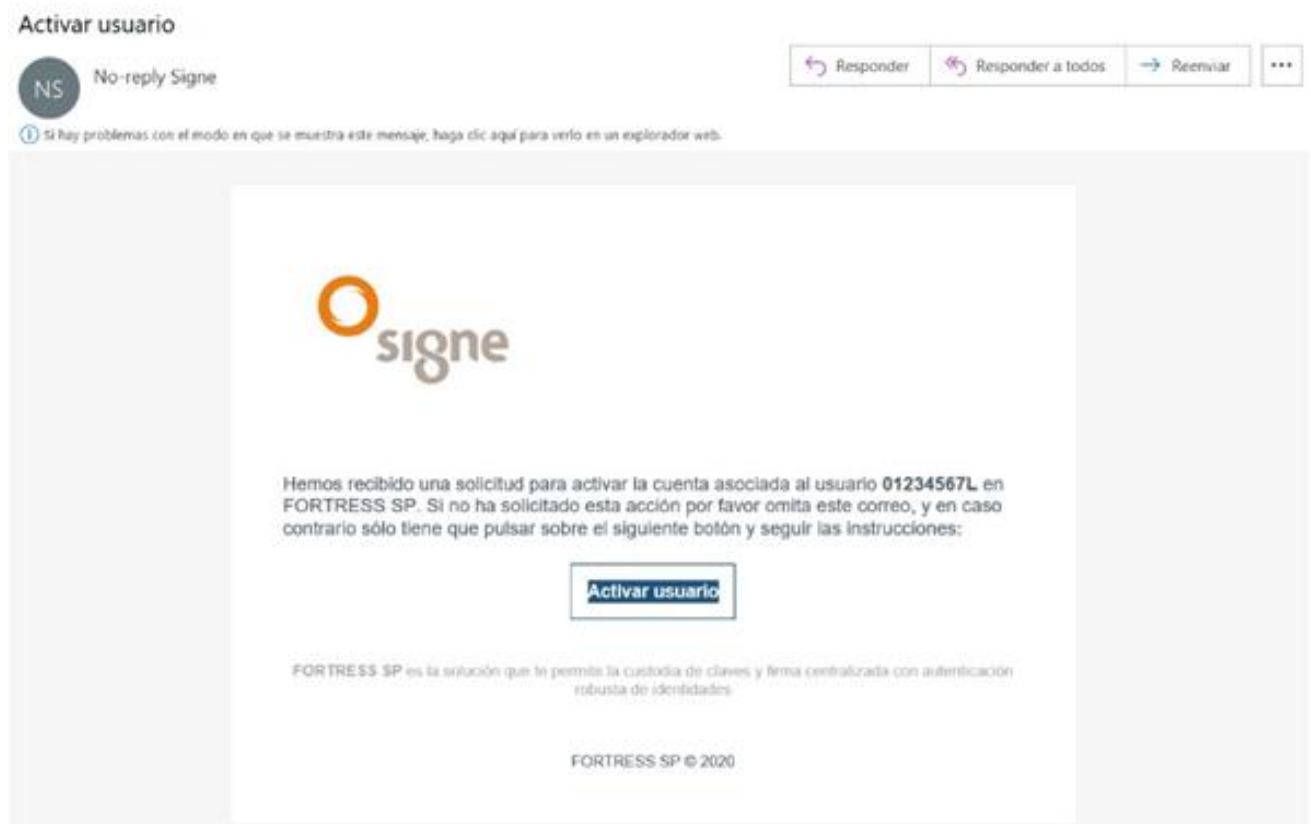 Activar usuario
NS
No-reply Signe
Responder
Responder a todos
Reenviar
Si hay problemas con el modo en que se muestra este mensaje, haga clic aquí para verlo en un explorador web.
signe
Hemos recibido una solicitud para activar la cuenta asociada al usuario 01234567L en
FORTRESS SP. Si no ha solicitado esta acción por favor omita este correo, y en caso
contrario sólo tiene que pulsar sobre el siguiente botón y seguir las instrucciones:
Activar usuario
FORTRESS SP es la solución que te permite la custodia de claves y firma centralizada con autenticación
robusta de identidades
FORTRESS SP © 2020